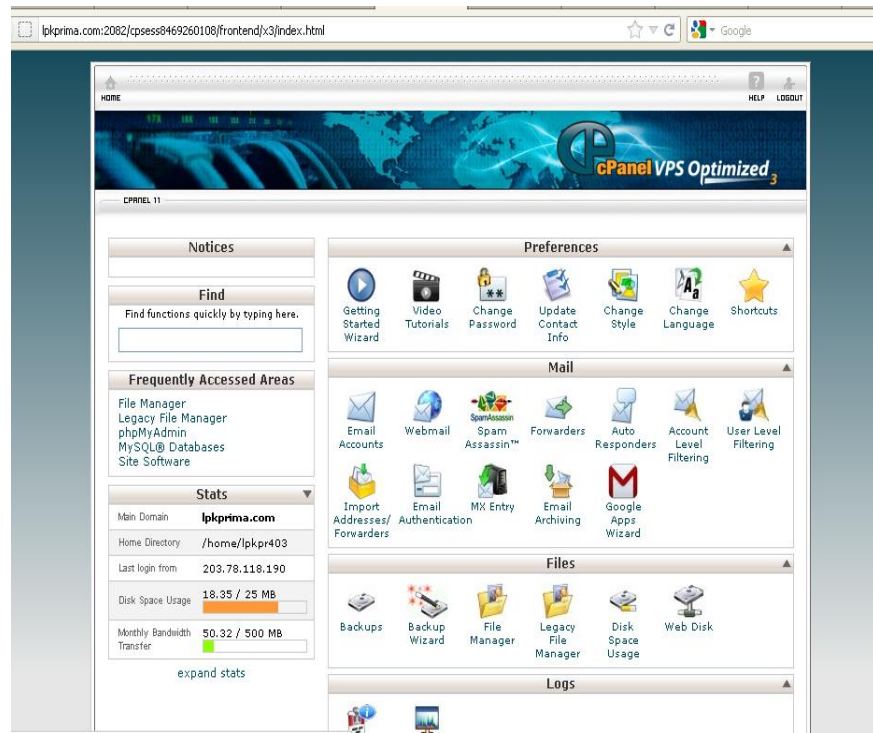 lpkprima.com:2082/cpsess8469260108/frontend/x3/index.html
Google
HOME
HELP LOGOUT
cPanel VPS Optimized 3
CPANEL 11
Notices
Find
Find functions quickly by typing here.
Frequently Accessed Areas
File Manager
Legacy File Manager
phpMyAdmin
MySQL® Databases
Site Software
Stats
Main Domain lpkprima.com
Home Directory /home/lpkpr403
Last login from 203.78.118.190
Disk Space Usage 18.35 / 25 MB
Monthly Bandwidth Transfer 50.32 / 500 MB
expand stats
Preferences
Getting Started Wizard
Video Tutorials
Change Password
Update Contact Info
Change Style
Change Language
Shortcuts
Mail
Email Accounts
Webmail
SpamAssassin
Spam Assassin™
Forwarders
Auto Responders
Account Level Filtering
User Level Filtering
Import Addresses/ Forwarders
Email Authentication
MX Entry
Email Archiving
Google Apps Wizard
Files
Backups
Backup Wizard
File Manager
Legacy File Manager
Disk Space Usage
Web Disk
Logs